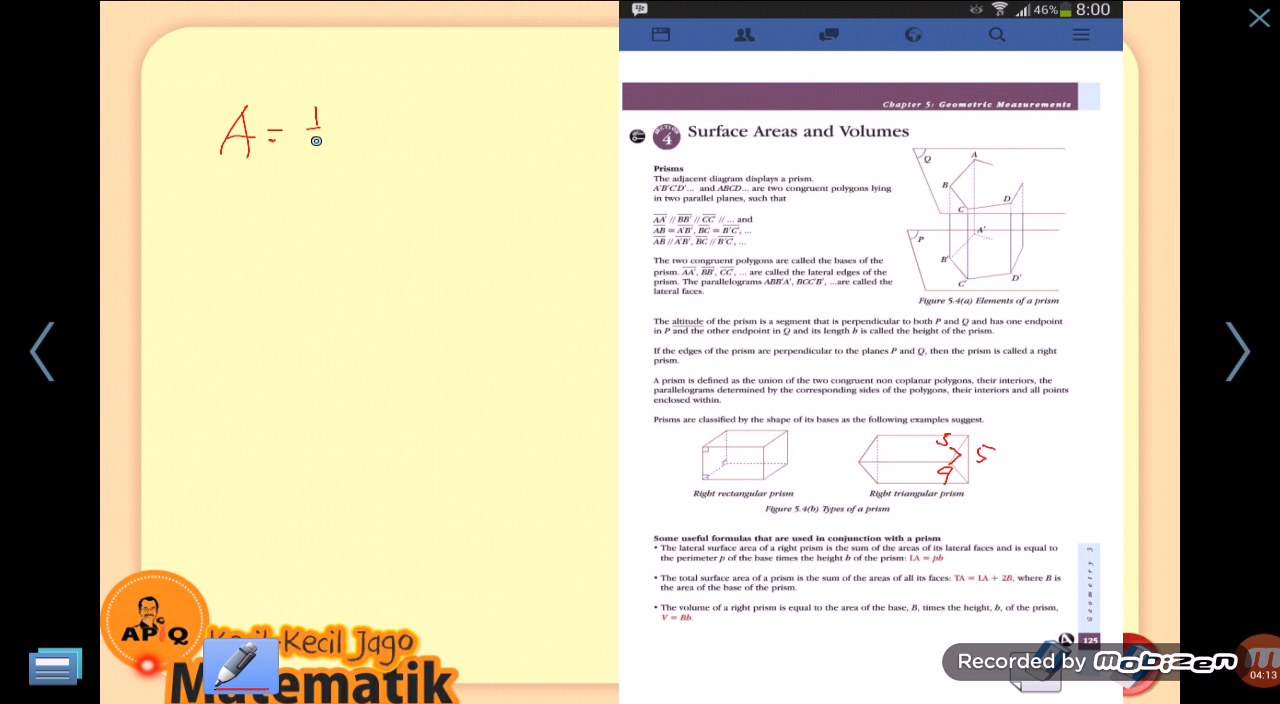 46% 8:00
A = 1
Chapter 5: Geometric Measurements
SECTION 4
Surface Areas and Volumes
Prisms
The adjacent diagram displays a prism.
A'B'C'D'... and ABCD... are two congruent polygons lying
in two parallel planes, such that
AA' // BB' // CC' // ... and
AB = A'B', BC = B'C', ...
AB // A'B', BC // B'C', ...
The two congruent polygons are called the bases of the
prism. AA', BB', CC', ... are called the lateral edges of the
prism. The parallelograms ABB'A', BCC'B', ...are called the
lateral faces.
Q
A
B
C
D
P
A'
B'
C'
D'
Figure 5.4(a) Elements of a prism
The altitude of the prism is a segment that is perpendicular to both P and Q and has one endpoint
in P and the other endpoint in Q and its length h is called the height of the prism.
If the edges of the prism are perpendicular to the planes P and Q, then the prism is called a right
prism.
A prism is defined as the union of the two congruent non coplanar polygons, their interiors, the
parallelograms determined by the corresponding sides of the polygons, their interiors and all points
enclosed within.
Prisms are classified by the shape of its bases as the following examples suggest.
5
Right rectangular prism
Right triangular prism
Figure 5.4(b) Types of a prism
Some useful formulas that are used in conjunction with a prism
• The lateral surface area of a right prism is the sum of the areas of its lateral faces and is equal to
the perimeter p of the base times the height h of the prism: LA = ph
• The total surface area of a prism is the sum of the areas of all its faces: TA = LA + 2B, where B is
the area of the base of the prism.
• The volume of a right prism is equal to the area of the base, B, times the height, h, of the prism,
V = Bh.
Geometry 3
125
APIQ
Kecil-Kecil Jago
Matematik
Recorded by Mobizen
04:13